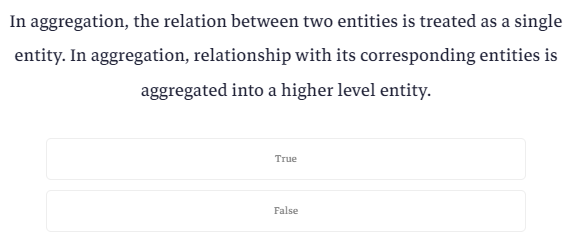 In aggregation, the relation between two entities is treated as a single
entity. In aggregation, relationship with its corresponding entities is
aggregated into a higher level entity.
True
False